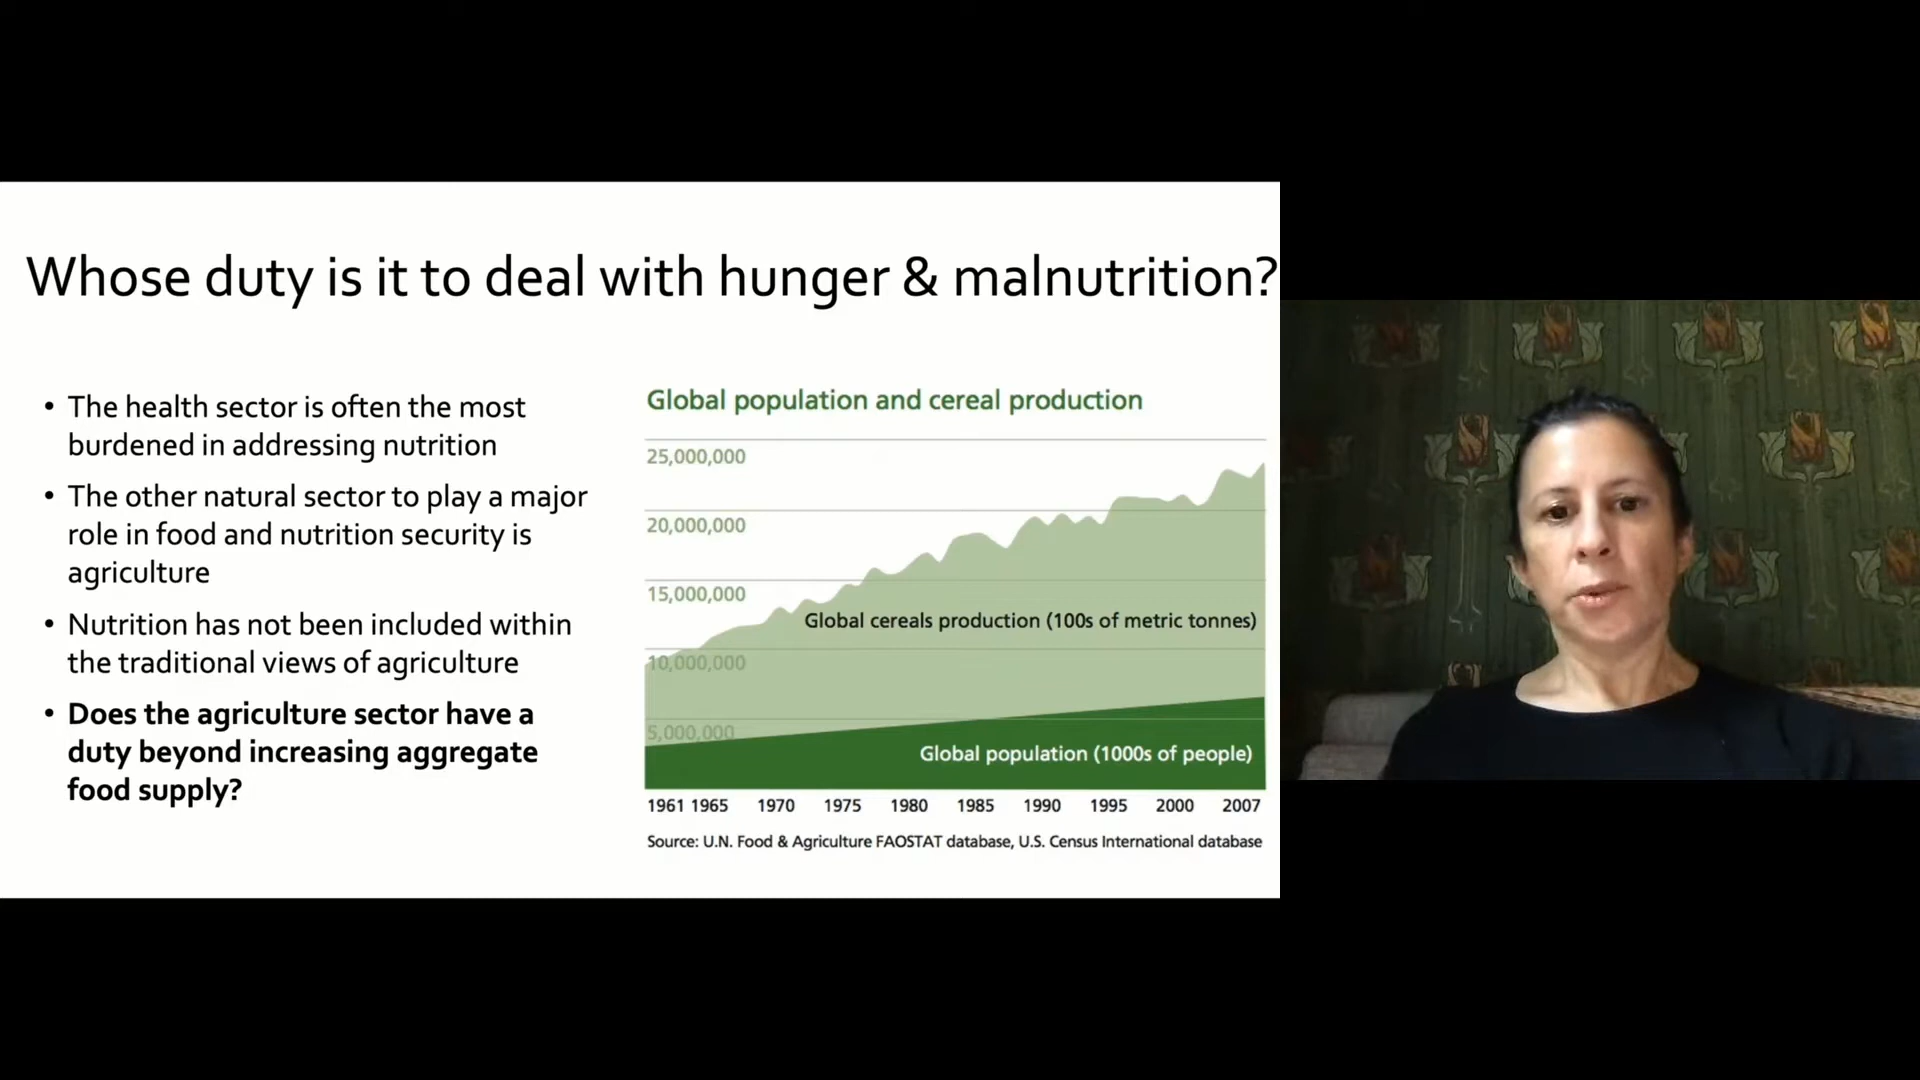 Whose duty is it to deal with hunger & malnutrition?
• The health sector is often the most
burdened in addressing nutrition
• The other natural sector to play a major
role in food and nutrition security is
agriculture
• Nutrition has not been included within
the traditional views of agriculture
• Does the agriculture sector have a
duty beyond increasing aggregate
food supply?
Global population and cereal production
25,000,000
20,000,000
15,000,000
Global cereals production (100s of metric tonnes)
10,000,000
5,000,000
Global population (1000s of people)
1961 1965 1970 1975 1980 1985 1990 1995 2000 2007
Source: U.N. Food & Agriculture FAOSTAT database, U.S. Census International database